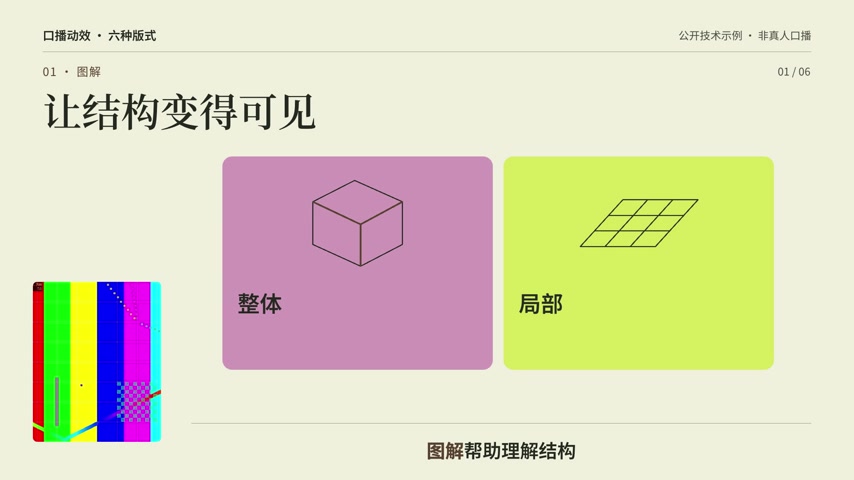 口播动效 • 六种版式
公开技术示例 • 非真人口播
01 • 图解
01 / 06
让结构变得可见
整体
局部
图解帮助理解结构